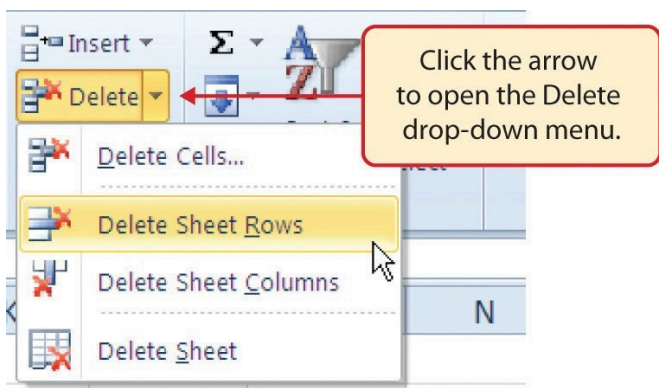 Insert
Σ
A
Z
Delete
Click the arrow
to open the Delete
drop-down menu.
Delete Cells...
Delete Sheet Rows
Delete Sheet Columns
N
Delete Sheet